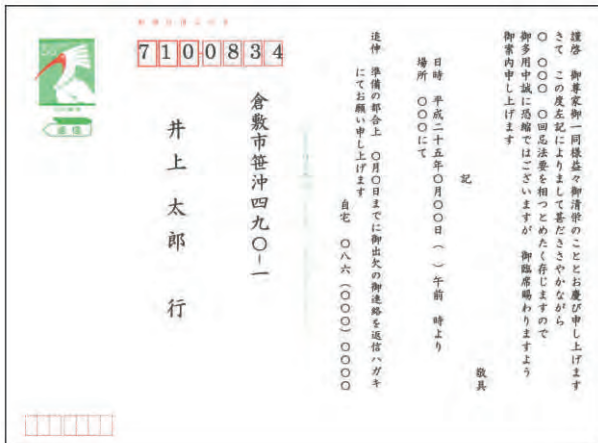 謹啓　御尊家御一同様益々御清栄のこととお慶び申し上げます
さて　この度左記によりまして甚だささやかながら
〇　〇〇〇　〇回忌法要を相つとめたく存じますので
御多用中誠に恐縮ではございますが　御臨席賜わりますよう
御案内申し上げます
敬具
記
日時　平成二十五年〇月〇〇日（　）午前　時より
場所　〇〇〇にて
追伸　準備の都合上　〇月〇日までに御出欠の御連絡を返信ハガキ
にてお願い申し上げます
自宅　〇八六（〇〇〇）〇〇〇〇
7100834
倉敷市笹沖四九〇-一
井上太郎　行
50
返信